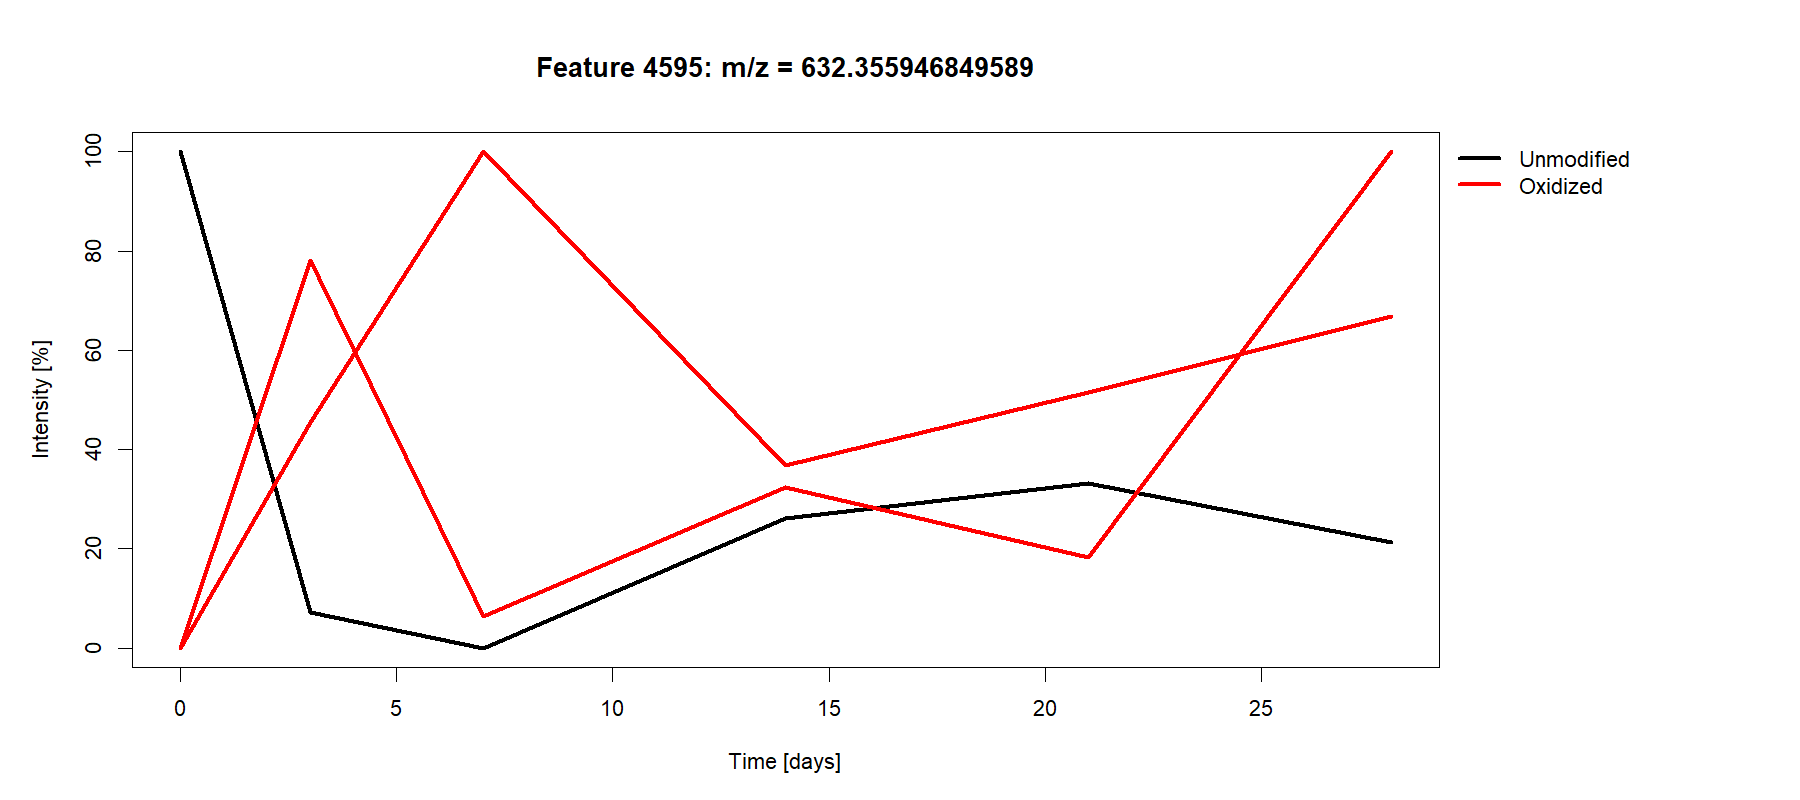 Feature 4595: m/z = 632.355946849589
Unmodified
Oxidized
Intensity [%]
100
80
60
40
20
0
0 5 10 15 20 25
Time [days]